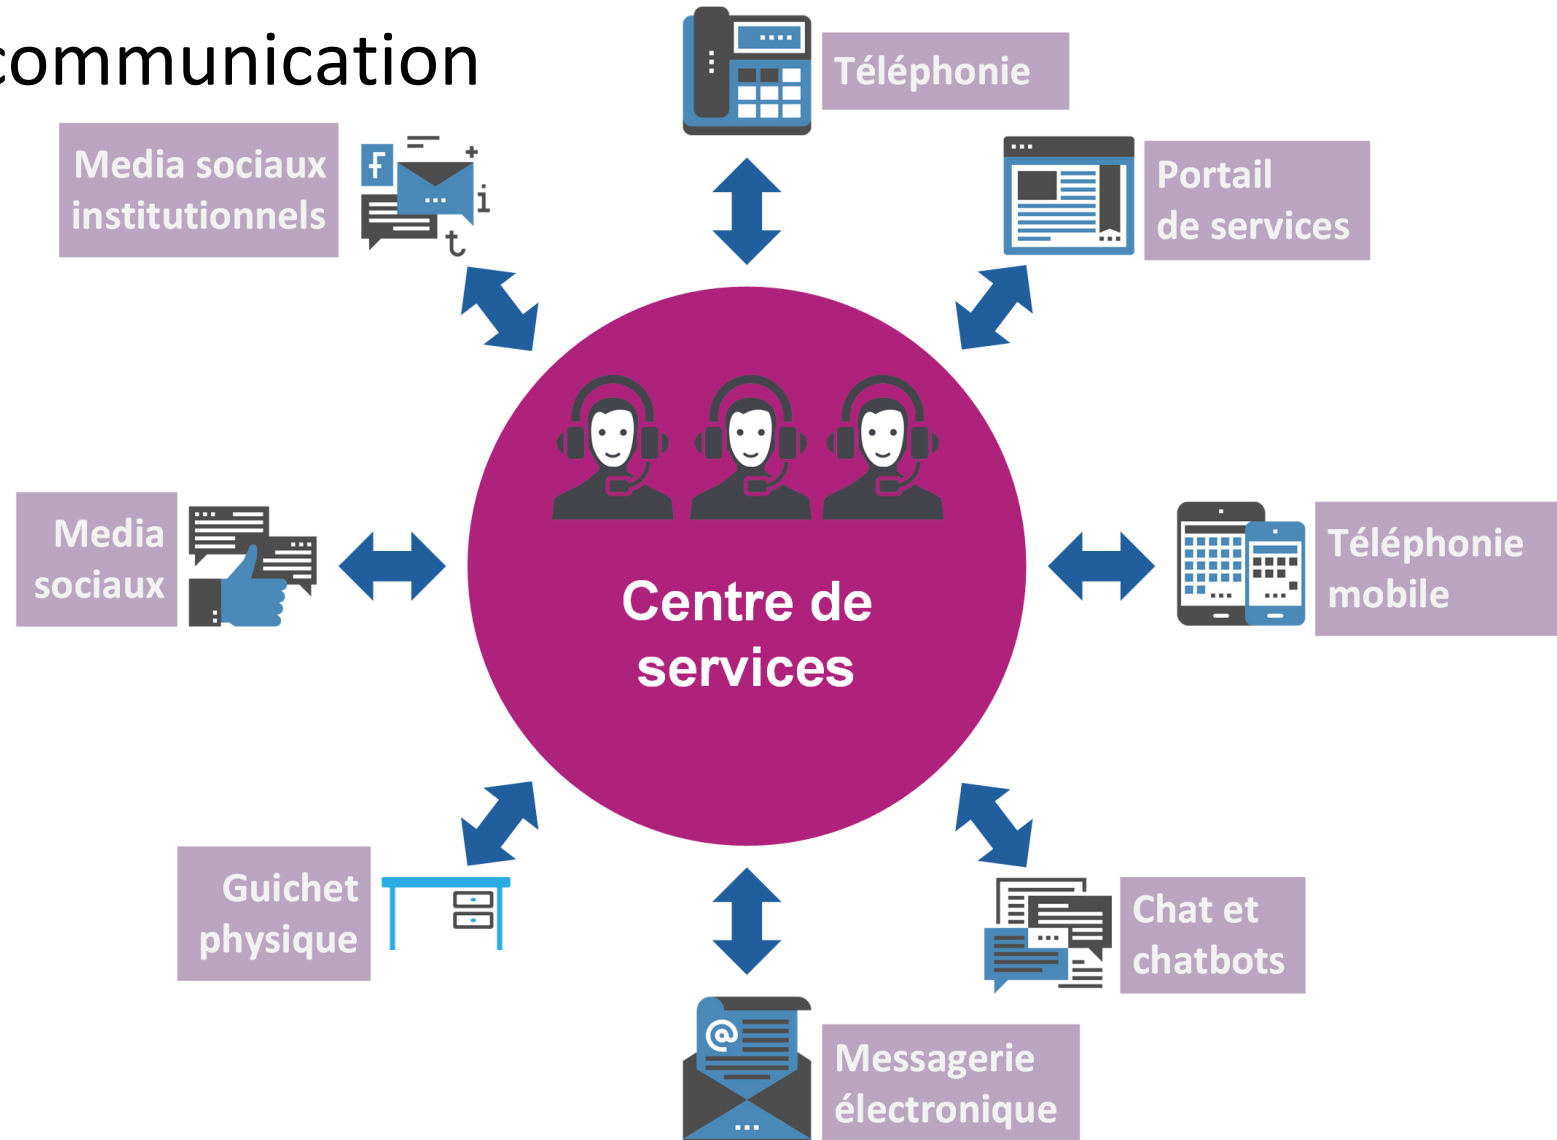 communication
Téléphonie
Media sociaux
institutionnels
Portail
de services
Media
sociaux
Centre de
services
Téléphonie
mobile
Guichet
physique
Chat et
chatbots
Messagerie
électronique